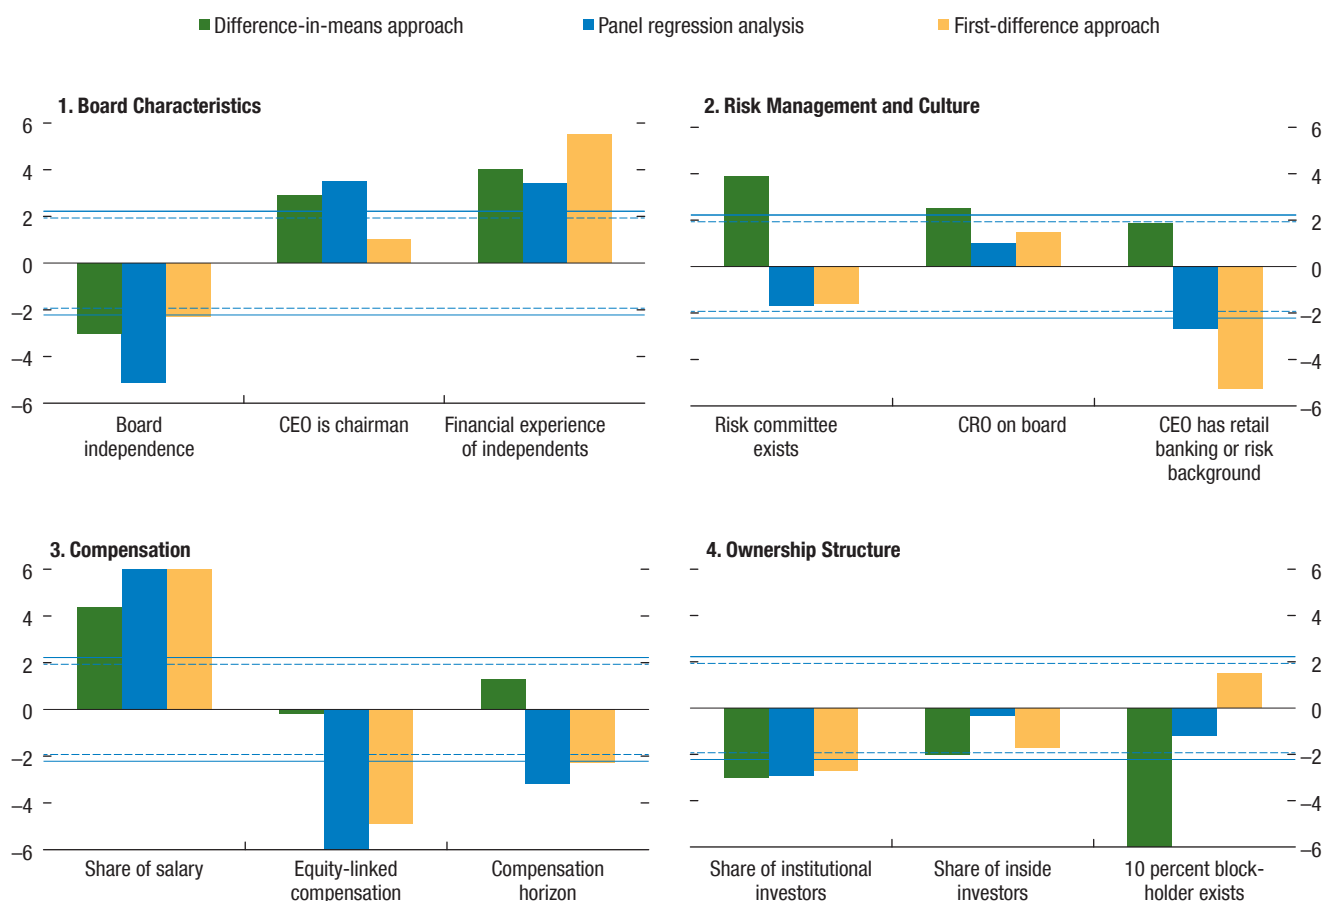 Difference-in-means approach
Panel regression analysis
First-difference approach
1. Board Characteristics
6
4
2
0
–2
–4
–6
Board
independence
CEO is chairman
Financial experience
of independents
2. Risk Management and Culture
6
4
2
0
–2
–4
–6
Risk committee
exists
CRO on board
CEO has retail
banking or risk
background
3. Compensation
6
4
2
0
–2
–4
–6
Share of salary
Equity-linked
compensation
Compensation
horizon
4. Ownership Structure
6
4
2
0
–2
–4
–6
Share of institutional
investors
Share of inside
investors
10 percent block-
holder exists